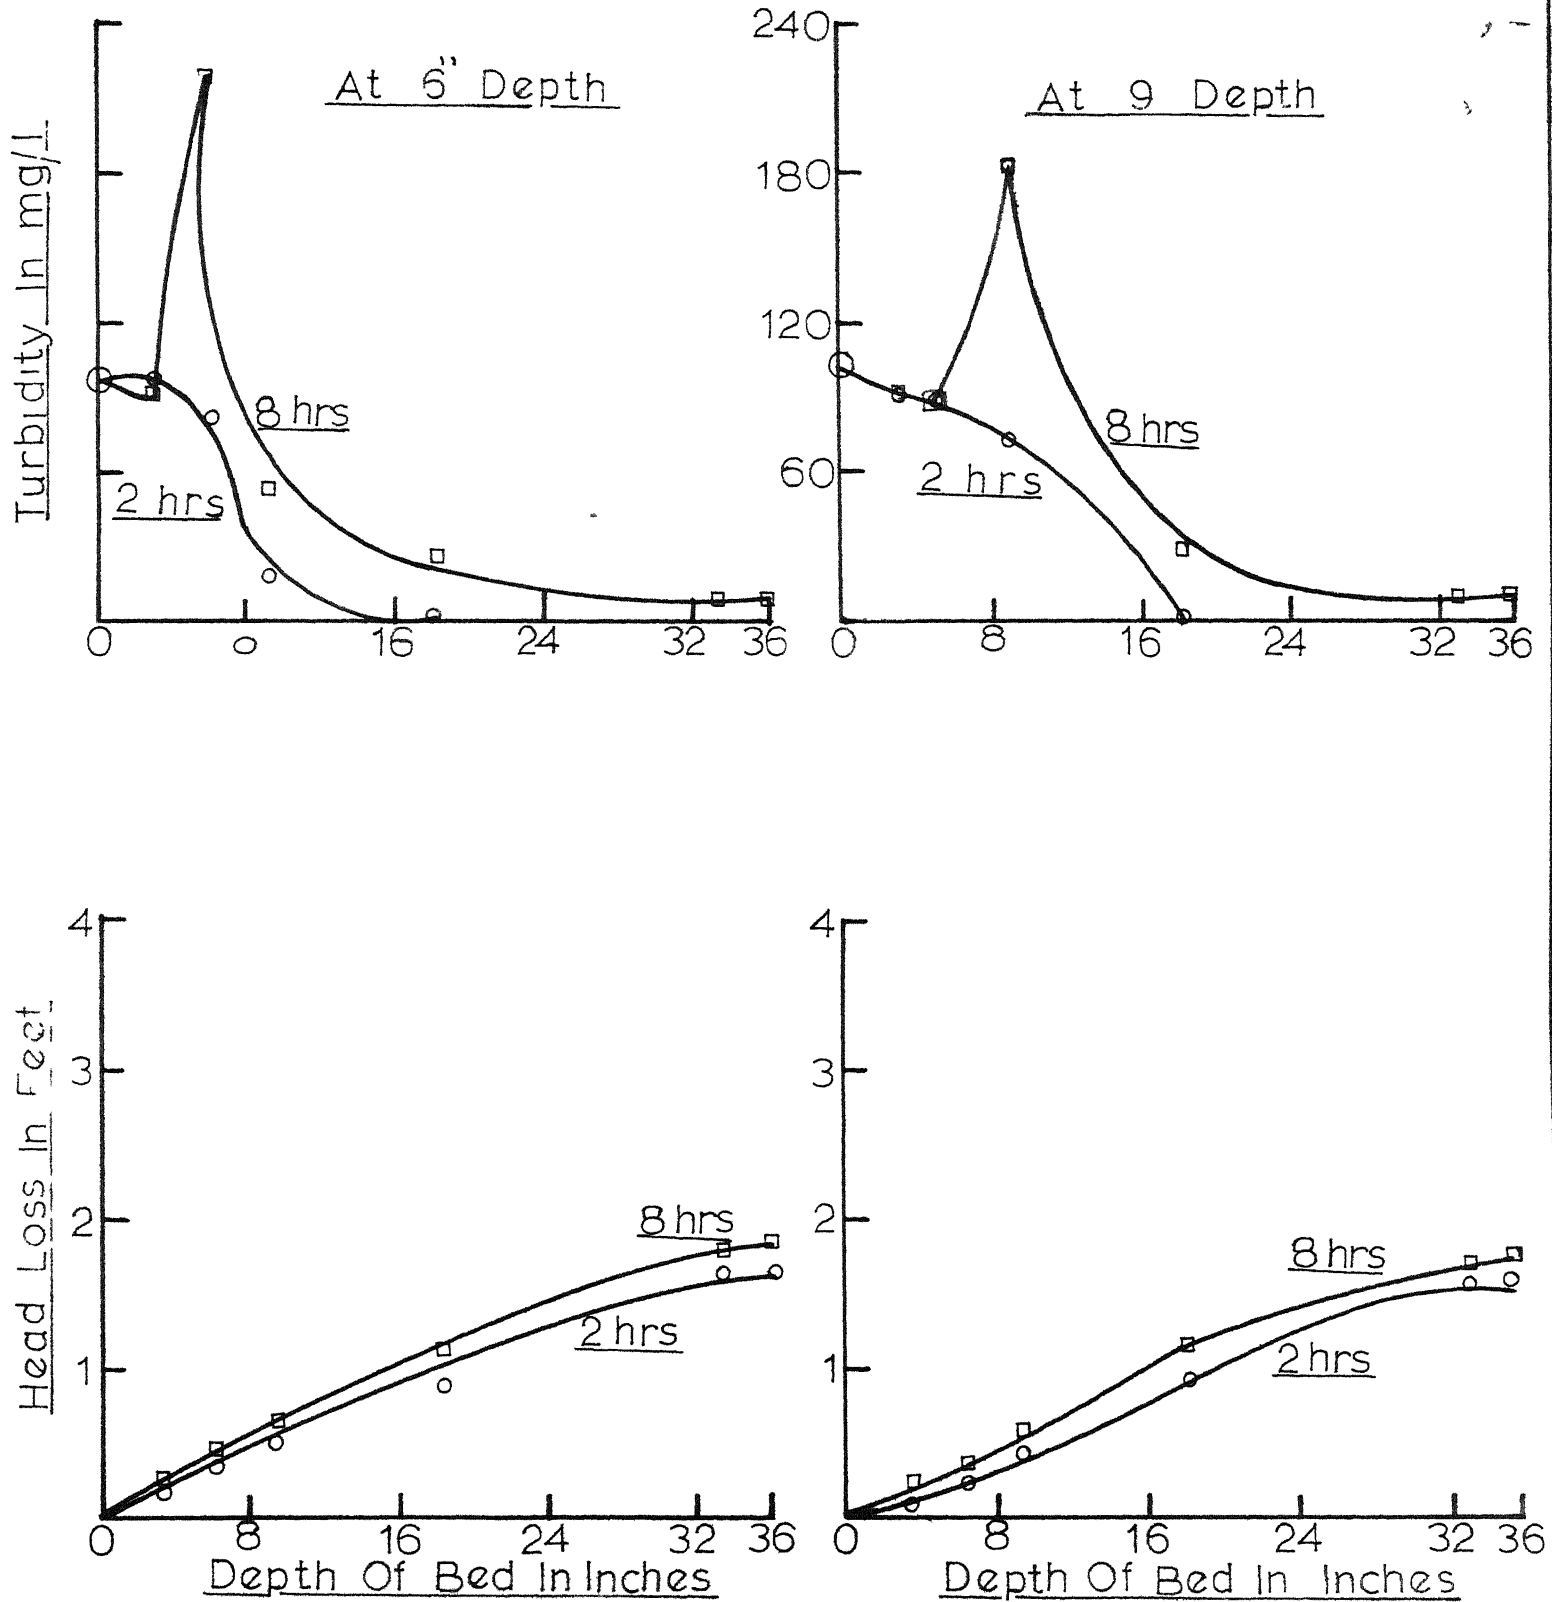 At 6" Depth
At 9 Depth
Turbidity In mg/l
240
180
120
60
8 hrs
2 hrs
8 hrs
2 hrs
0 8 16 24 32 36
0 8 16 24 32 36
Head Loss In Feet
4
3
2
1
4
3
2
1
8 hrs
2 hrs
8 hrs
2 hrs
0 8 16 24 32 36
0 8 16 24 32 36
Depth Of Bed In Inches
Depth Of Bed In Inches